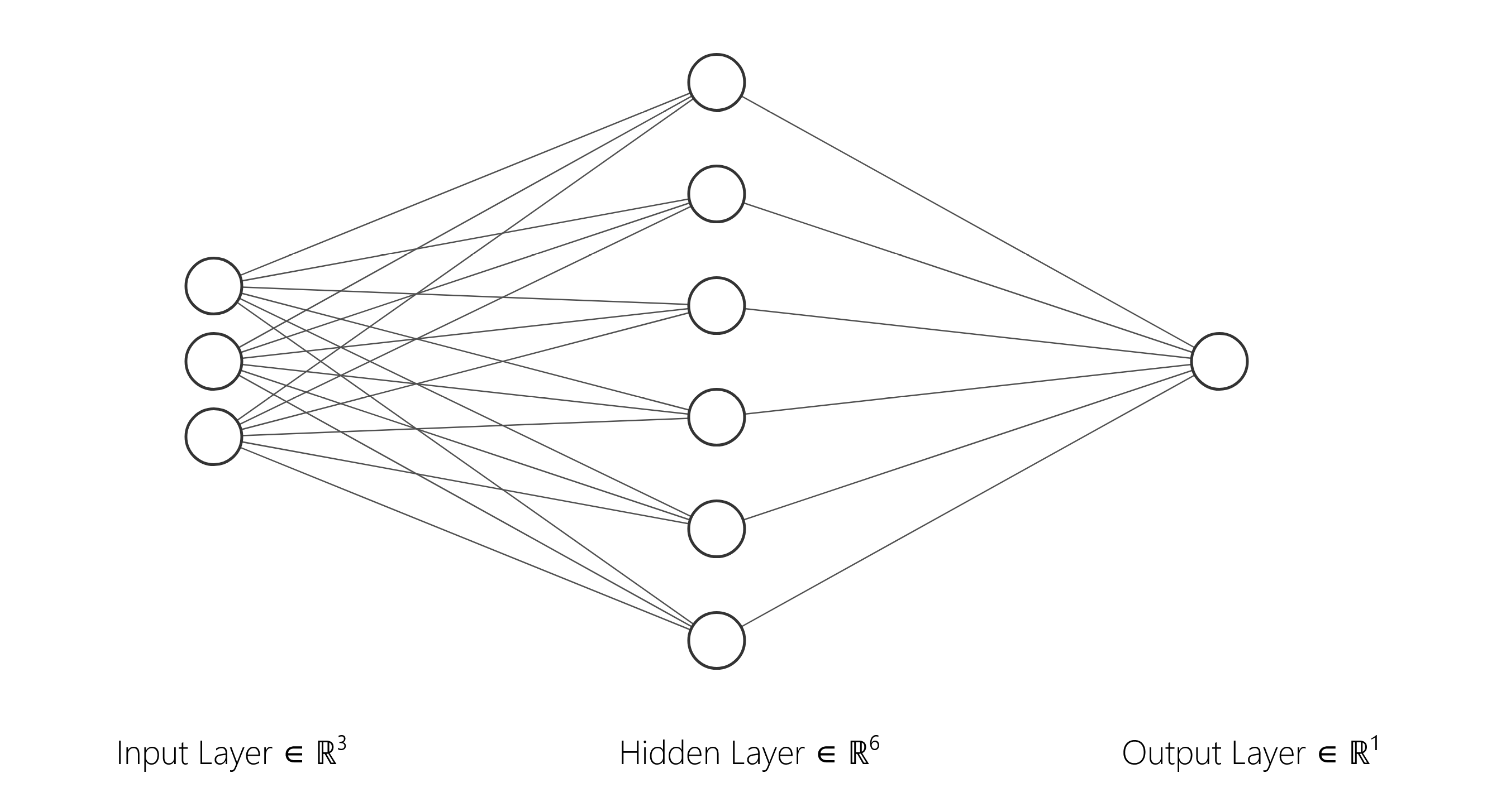 Input Layer ∈ ℝ³
Hidden Layer ∈ ℝ⁶
Output Layer ∈ ℝ¹